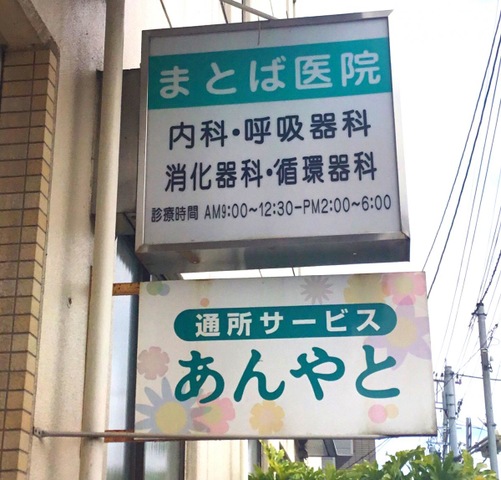 まとば医院
内科・呼吸器科
消化器科・循環器科
診療時間 AM9:00～12:30-PM2:00～6:00
通所サービス
あんやと